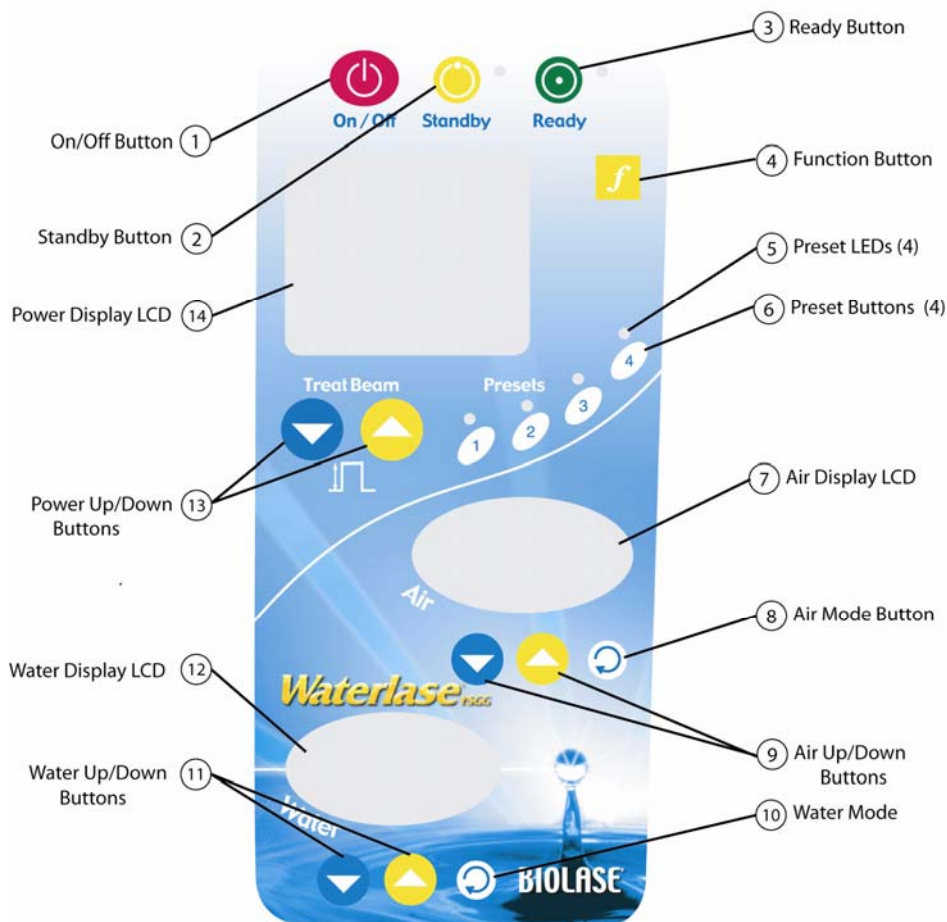 3 Ready Button
On / Off Standby Ready
On/Off Button 1
4 Function Button
f
Standby Button 2
5 Preset LEDs (4)
Power Display LCD 14
6 Preset Buttons (4)
4
Treat Beam Presets
3
2
1
7 Air Display LCD
Power Up/Down 13
Buttons
Air
8 Air Mode Button
Water Display LCD 12
Waterlase YSGG
9 Air Up/Down
Buttons
Water Up/Down 11
Buttons
10 Water Mode
Water
BIOLASE